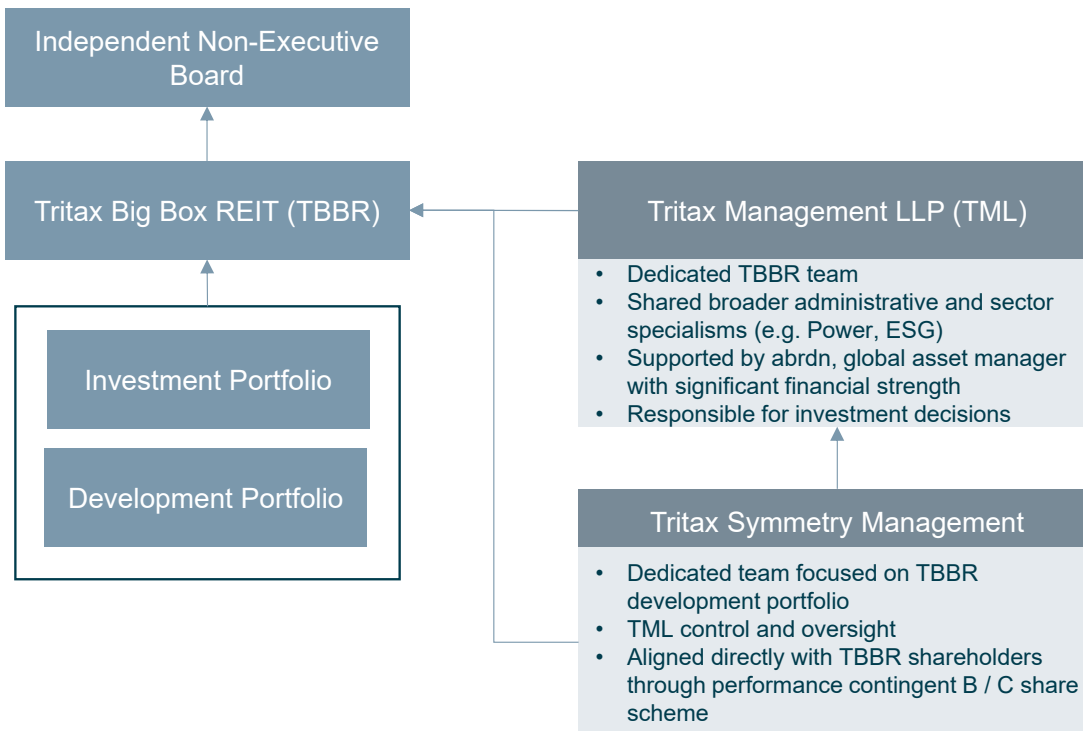 Independent Non-Executive
Board
Tritax Big Box REIT (TBBR)
Investment Portfolio
Development Portfolio
Tritax Management LLP (TML)
• Dedicated TBBR team
• Shared broader administrative and sector
specialisms (e.g. Power, ESG)
• Supported by abrdn, global asset manager
with significant financial strength
• Responsible for investment decisions
Tritax Symmetry Management
• Dedicated team focused on TBBR
development portfolio
• TML control and oversight
• Aligned directly with TBBR shareholders
through performance contingent B / C share
scheme